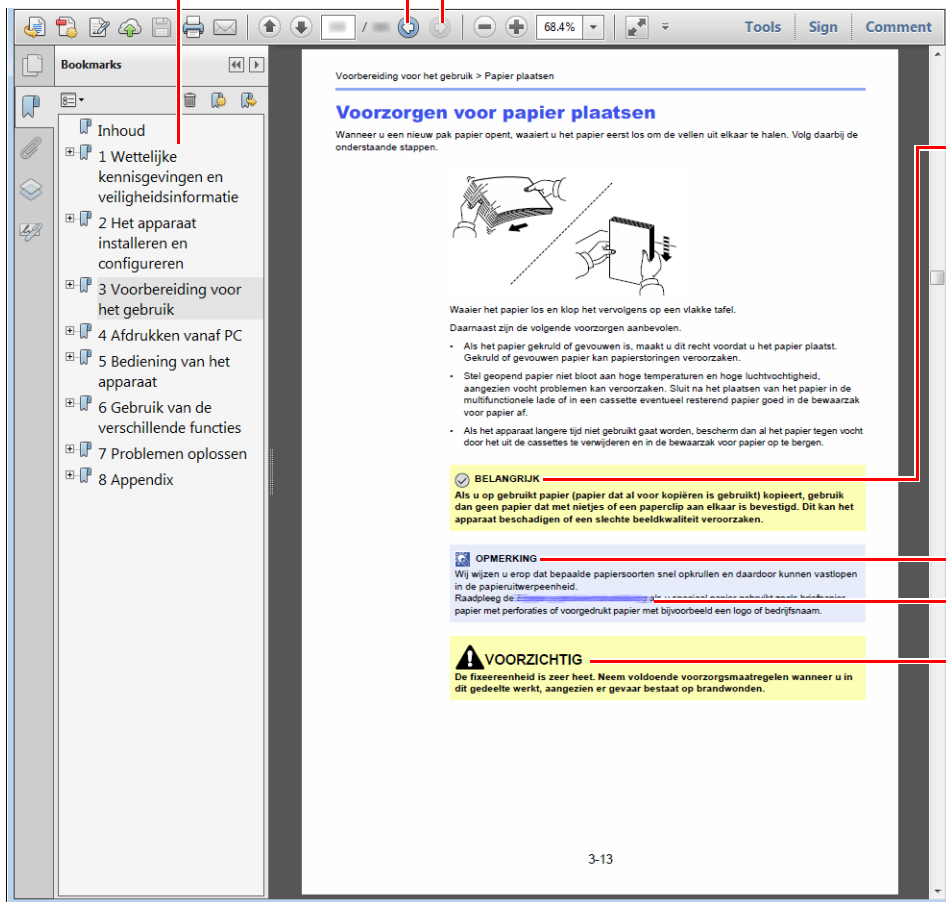 68.4%
Tools
Sign
Comment
Bookmarks
Inhoud
1 Wettelijke
kennisgevingen en
veiligheidsinformatie
2 Het apparaat
installeren en
configureren
3 Voorbereiding voor
het gebruik
4 Afdrukken vanaf PC
5 Bediening van het
apparaat
6 Gebruik van de
verschillende functies
7 Problemen oplossen
8 Appendix
Voorbereiding voor het gebruik > Papier plaatsen
Voorzorgen voor papier plaatsen
Wanneer u een nieuw pak papier opent, waaiert u het papier eerst los om de vellen uit elkaar te halen. Volg daarbij de
onderstaande stappen.
Waaier het papier los en klop het vervolgens op een vlakke tafel.
Daarnaast zijn de volgende voorzorgen aanbevolen.
• Als het papier gekruld of gevouwen is, maakt u dit recht voordat u het papier plaatst.
Gekruld of gevouwen papier kan papierstoringen veroorzaken.
• Stel geopend papier niet bloot aan hoge temperaturen en hoge luchtvochtigheid,
aangezien vocht problemen kan veroorzaken. Sluit na het plaatsen van het papier in de
multifunctionele lade of in een cassette eventueel resterend papier goed in de bewaarzak
voor papier af.
• Als het apparaat langere tijd niet gebruikt gaat worden, bescherm dan al het papier tegen vocht
door het uit de cassettes te verwijderen en in de bewaarzak voor papier op te bergen.
BELANGRIJK
Als u op gebruikt papier (papier dat al voor kopiëren is gebruikt) kopieert, gebruik
dan geen papier dat met nietjes of een paperclip aan elkaar is bevestigd. Dit kan het
apparaat beschadigen of een slechte beeldkwaliteit veroorzaken.
OPMERKING
Wij wijzen u erop dat bepaalde papiersoorten snel opkrullen en daardoor kunnen vastlopen
in de papieruitwerpeenheid.
Raadpleeg de als u speciaal papier gebruikt zoals briefpapier,
papier met perforaties of voorgedrukt papier met bijvoorbeeld een logo of bedrijfsnaam.
VOORZICHTIG
De fixeereenheid is zeer heet. Neem voldoende voorzorgsmaatregelen wanneer u in
dit gedeelte werkt, aangezien er gevaar bestaat op brandwonden.
3-13